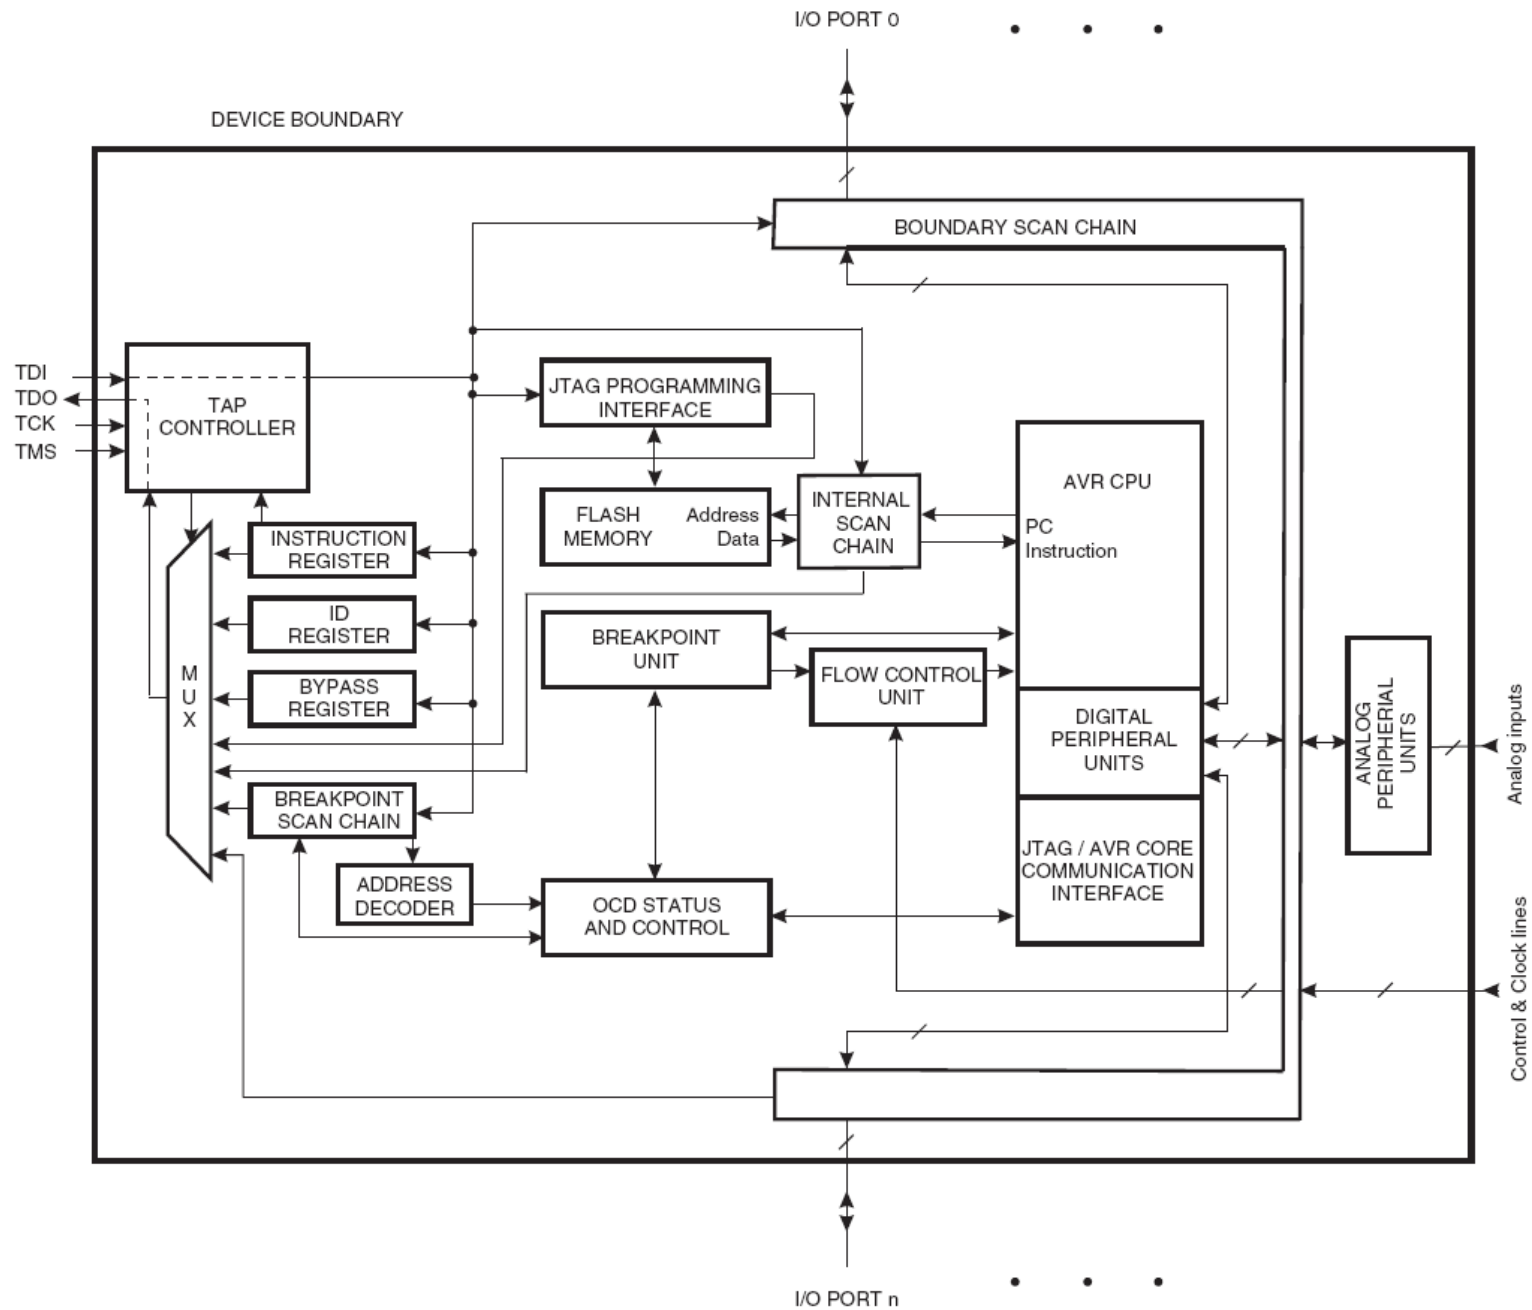 I/O PORT 0
DEVICE BOUNDARY
BOUNDARY SCAN CHAIN
TDI
TDO
TCK
TMS
TAP
CONTROLLER
JTAG PROGRAMMING
INTERFACE
FLASH
MEMORY
Address
Data
INTERNAL
SCAN
CHAIN
AVR CPU
PC
Instruction
INSTRUCTION
REGISTER
ID
REGISTER
BYPASS
REGISTER
M
U
X
BREAKPOINT
UNIT
FLOW CONTROL
UNIT
DIGITAL
PERIPHERAL
UNITS
ANALOG
PERIPHERIAL
UNITS
Analog inputs
BREAKPOINT
SCAN CHAIN
ADDRESS
DECODER
OCD STATUS
AND CONTROL
JTAG / AVR CORE
COMMUNICATION
INTERFACE
Control & Clock lines
I/O PORT n